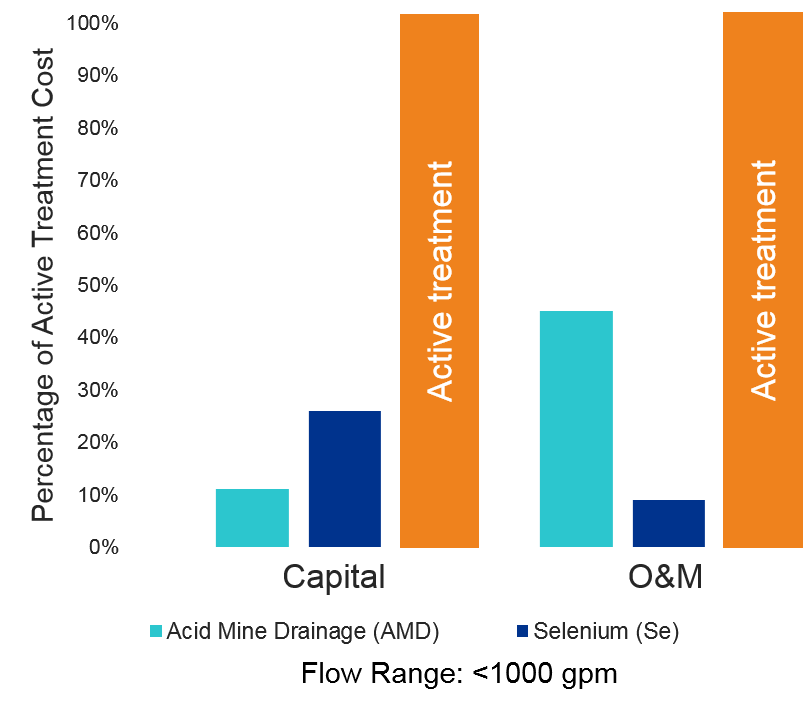 Percentage of Active Treatment Cost
100%
90%
80%
70%
60%
50%
40%
30%
20%
10%
0%
Active treatment
Active treatment
Capital
O&M
Acid Mine Drainage (AMD)
Selenium (Se)
Flow Range: <1000 gpm